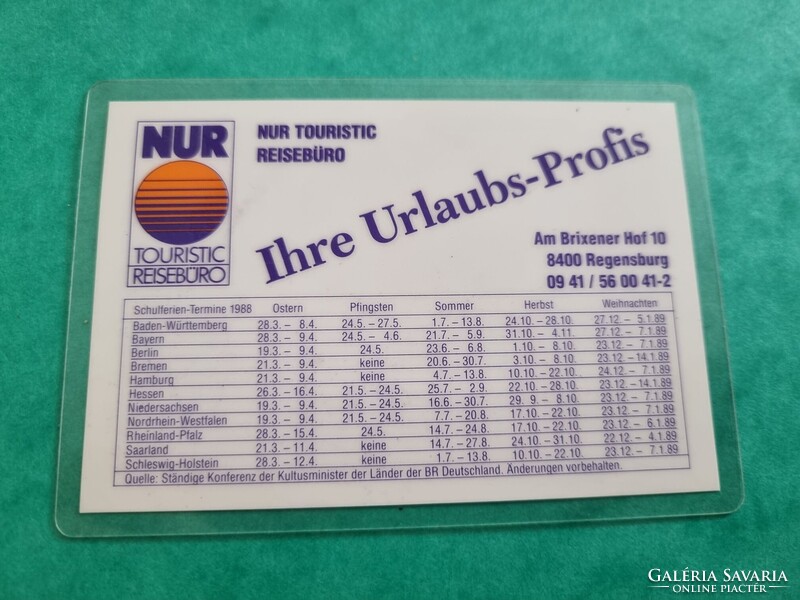 NUR
TOURISTIC
REISEBÜRO
NUR TOURISTIC
REISEBÜRO
Ihre Urlaubs-Profis
Am Brixener Hof 10
8400 Regensburg
09 41 / 56 00 41-2
Schulferien-Termine 1988 Ostern Pfingsten Sommer Herbst Weihnachten
Baden-Württemberg 28.3. – 8.4. 24.5. – 27.5. 1.7. – 13.8. 24.10. – 28.10. 27.12. – 5.1.89
Bayern 28.3. – 9.4. 24.5. – 4.6. 21.7. – 5.9. 31.10. – 4.11. 27.12. – 7.1.89
Berlin 19.3. – 9.4. 24.5. 23.6. – 6.8. 1.10. – 8.10. 23.12. – 7.1.89
Bremen 21.3. – 9.4. keine 20.6. – 30.7. 3.10. – 8.10. 23.12. – 14.1.89
Hamburg 21.3. – 9.4. keine 4.7. – 13.8. 10.10. – 22.10. 24.12. – 7.1.89
Hessen 26.3. – 16.4. 21.5. – 24.5. 25.7. – 2.9. 22.10. – 28.10. 23.12. – 14.1.89
Niedersachsen 19.3. – 9.4. 21.5. – 24.5. 16.6. – 30.7. 29. 9. – 8.10. 23.12. – 7.1.89
Nordrhein-Westfalen 19.3. – 9.4. 21.5. – 24.5. 7.7. – 20.8. 17.10. – 22.10. 23.12. – 7.1.89
Rheinland-Pfalz 28.3. – 15.4. 24.5. 14.7. – 24.8. 17.10. – 22.10. 23.12. – 6.1.89
Saarland 21.3. – 11.4. keine 14.7. – 27.8. 24.10. – 31.10. 22.12. – 4.1.89
Schleswig-Holstein 28.3. – 12.4. keine 1.7. – 13.8. 10.10. – 22.10. 23.12. – 7.1.89
Quelle: Ständige Konferenz der Kultusminister der Länder der BR Deutschland. Änderungen vorbehalten.
GALÉRIA SAVARIA
ONLINE PIACTÉR